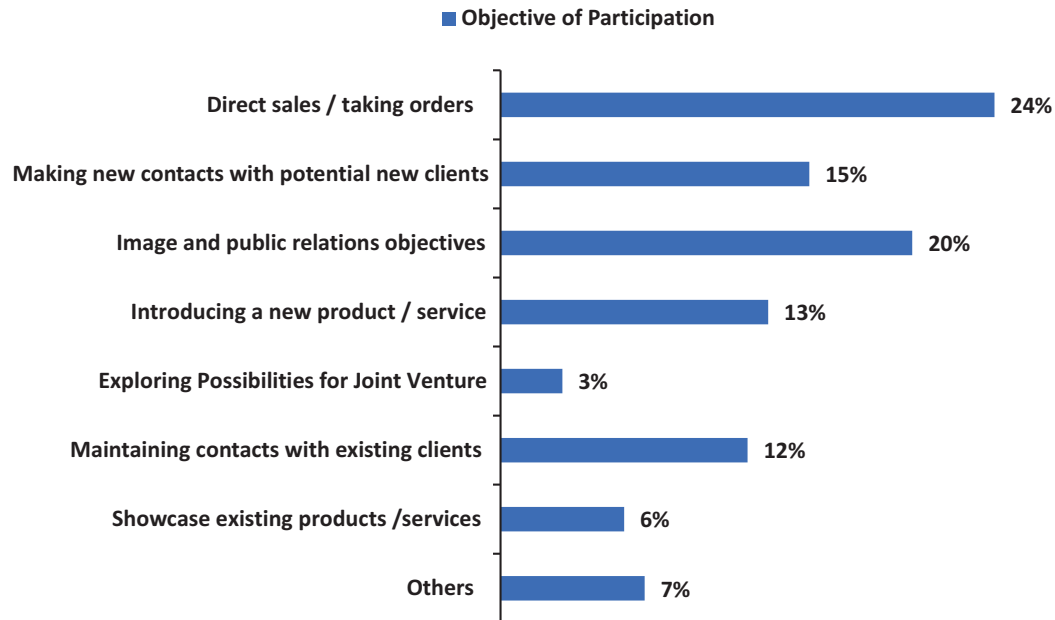 Objective of Participation
Direct sales / taking orders 24%
Making new contacts with potential new clients 15%
Image and public relations objectives 20%
Introducing a new product / service 13%
Exploring Possibilities for Joint Venture 3%
Maintaining contacts with existing clients 12%
Showcase existing products /services 6%
Others 7%